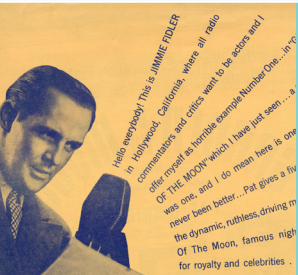 Hello everybody! This is JIMMIE FIDLER
in Hollywood, California, where all radio
commentators and critics want to be actors and I
offer myself as horrible example Number One...in "O
OF THE MOON" which I have just seen...a
was one, and I do mean here is one
never been better...Pat gives a fiv
the dynamic, ruthless, driving m
Of The Moon, famous nigh
for royalty and celebrities .